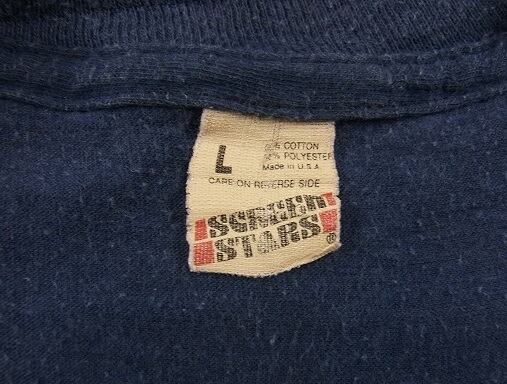 L
% COTTON
% POLYESTER
Made in U.S.A.
CARE ON REVERSE SIDE
SCREEN
STARS®